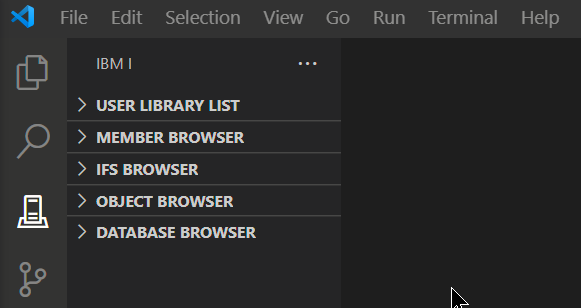 File Edit Selection View Go Run Terminal Help
IBM I
USER LIBRARY LIST
MEMBER BROWSER
IFS BROWSER
OBJECT BROWSER
DATABASE BROWSER